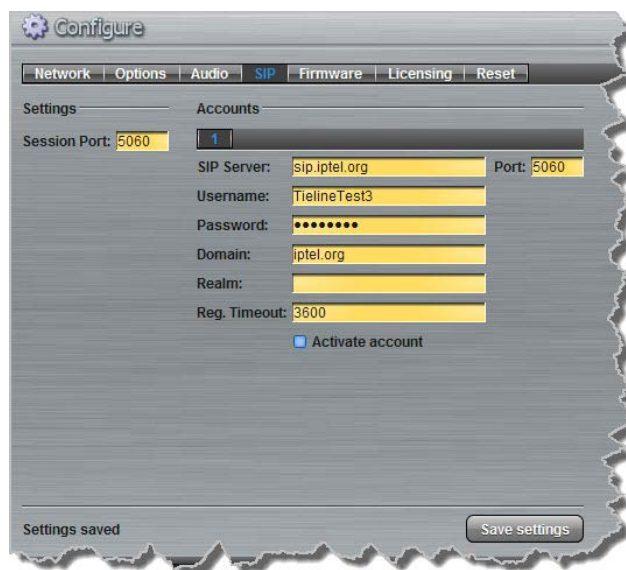 Configure
Network Options Audio SIP Firmware Licensing Reset
Settings
Session Port: 5060
Accounts
1
SIP Server: sip.iptel.org Port: 5060
Username: TielineTest3
Password: ●●●●●●●●
Domain: iptel.org
Realm:
Reg. Timeout: 3600
Activate account
Settings saved
Save settings